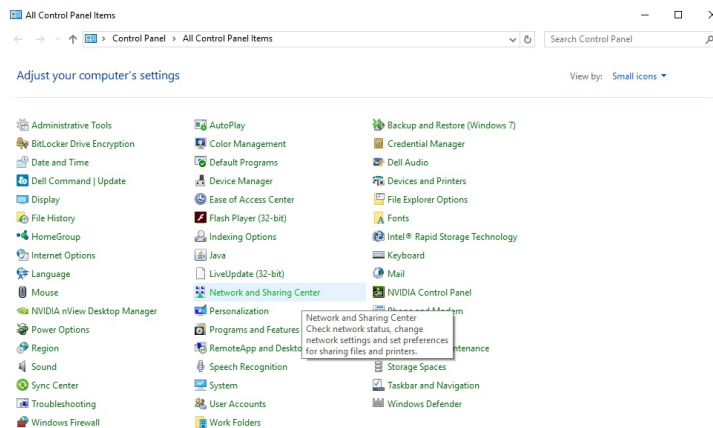 All Control Panel Items
Control Panel > All Control Panel Items
Search Control Panel
Adjust your computer's settings
View by: Small icons
Administrative Tools
AutoPlay
Backup and Restore (Windows 7)
BitLocker Drive Encryption
Color Management
Credential Manager
Date and Time
Default Programs
Dell Audio
Dell Command | Update
Device Manager
Devices and Printers
Display
Ease of Access Center
File Explorer Options
File History
Flash Player (32-bit)
Fonts
HomeGroup
Indexing Options
Intel® Rapid Storage Technology
Internet Options
Java
Keyboard
Language
LiveUpdate (32-bit)
Mail
Mouse
Network and Sharing Center
NVIDIA Control Panel
NVIDIA nView Desktop Manager
Personalization
Phone and Modem
Network and Sharing Center
Check network status, change
network settings and set preferences
for sharing files and printers.
Power Options
Programs and Features
Region
RemoteApp and Deskto
ntenance
Sound
Speech Recognition
Storage Spaces
Sync Center
System
Taskbar and Navigation
Troubleshooting
User Accounts
Windows Defender
Windows Firewall
Work Folders